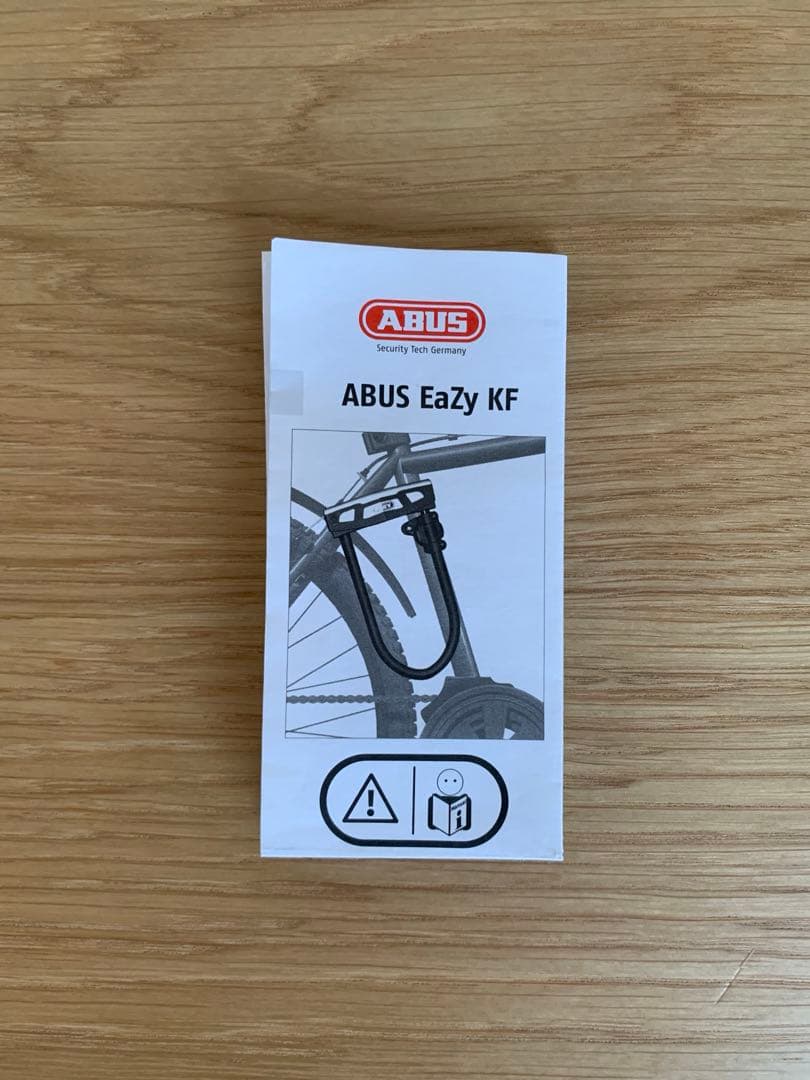 ABUS
Security Tech Germany
ABUS EaZy KF
i